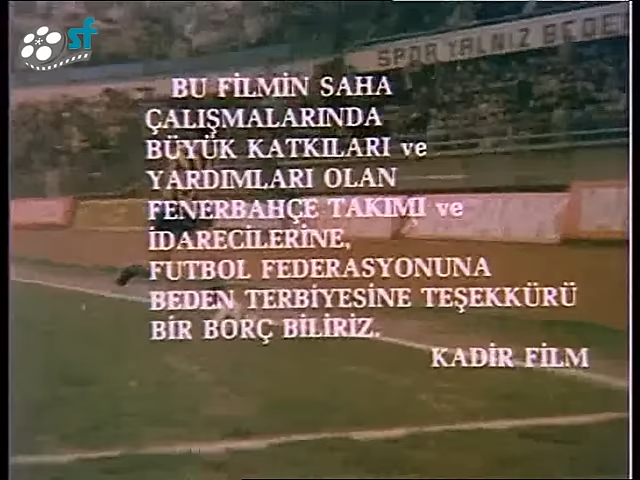 sf
SPOR YALNIZ BEDE
BU FİLMİN SAHA
ÇALIŞMALARINDA
BÜYÜK KATKILARI ve
YARDIMLARI OLAN
FENERBAHÇE TAKIMI ve
İDARECİLERİNE,
FUTBOL FEDERASYONUNA
BEDEN TERBİYESİNE TEŞEKKÜRÜ
BİR BORÇ BİLİRİZ.
KADİR FİLM